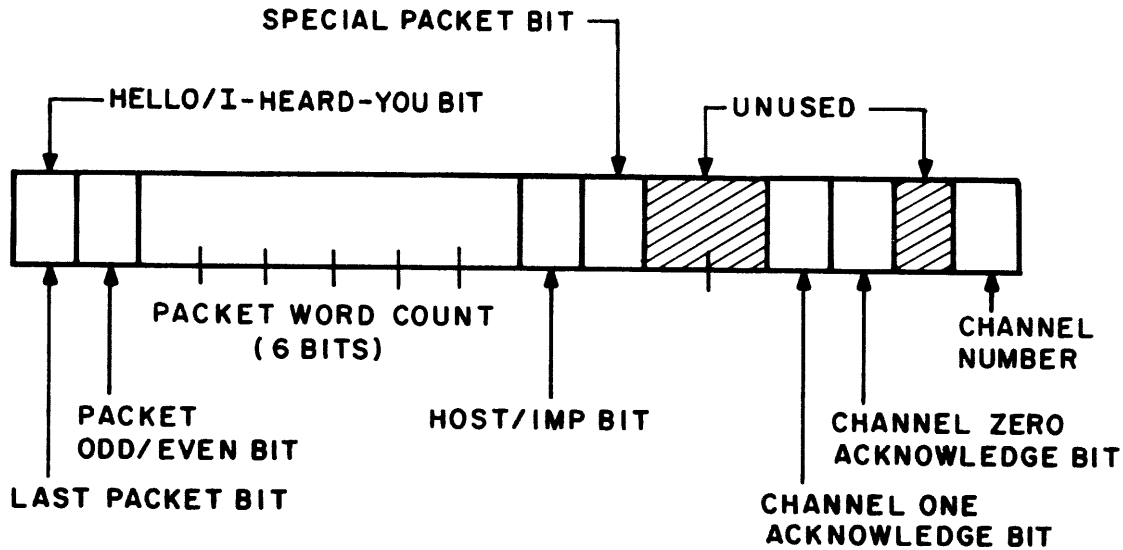 SPECIAL PACKET BIT
HELLO/I-HEARD-YOU BIT
UNUSED
PACKET WORD COUNT
(6 BITS)
CHANNEL
NUMBER
PACKET
ODD/EVEN BIT
HOST/IMP BIT
CHANNEL ZERO
ACKNOWLEDGE BIT
LAST PACKET BIT
CHANNEL ONE
ACKNOWLEDGE BIT